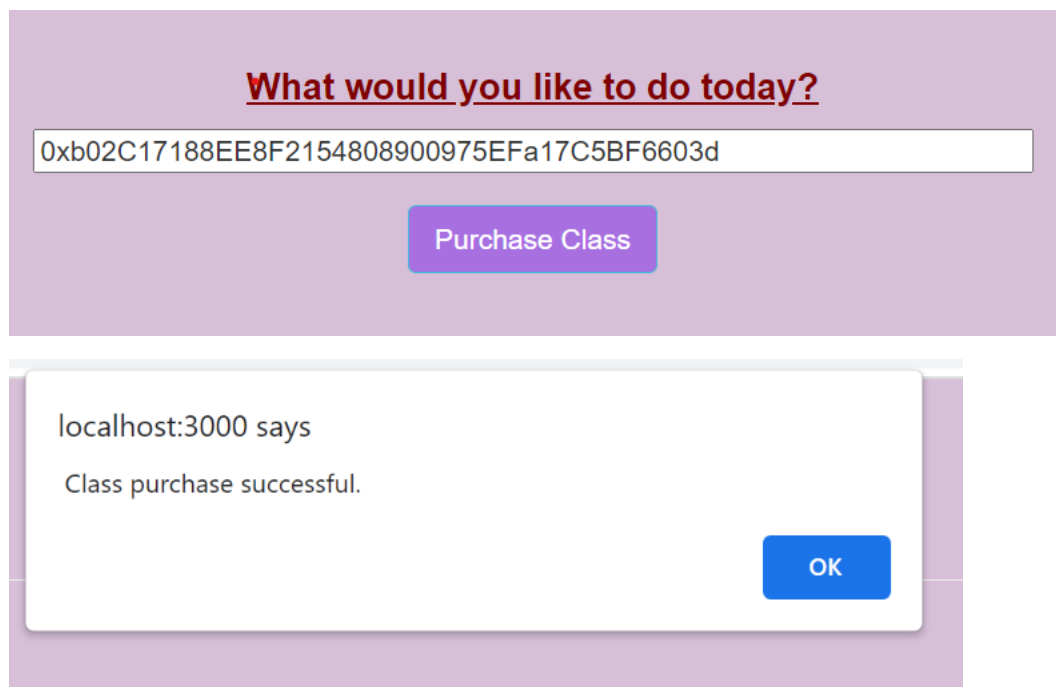 What would you like to do today?
0xb02C17188EE8F2154808900975EFa17C5BF6603d
Purchase Class
localhost:3000 says
Class purchase successful.
OK